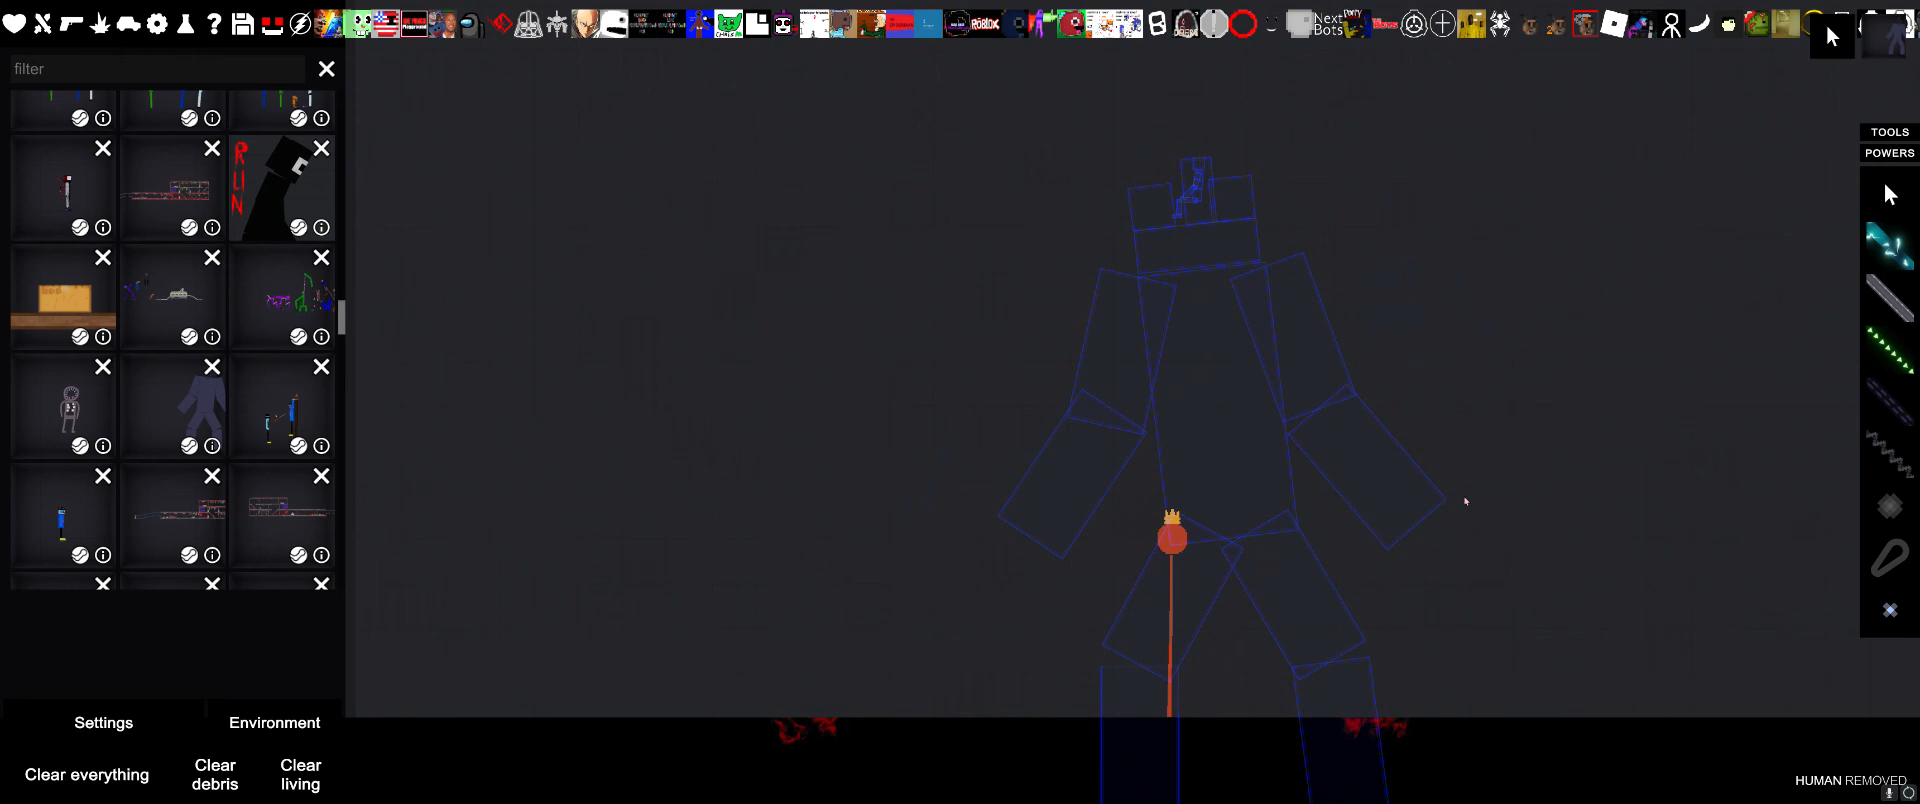 Next
Bots
ROBLOX
filter
TOOLS
POWERS
RUN
Settings
Environment
Clear everything
Clear
debris
Clear
living
HUMAN REMOVED